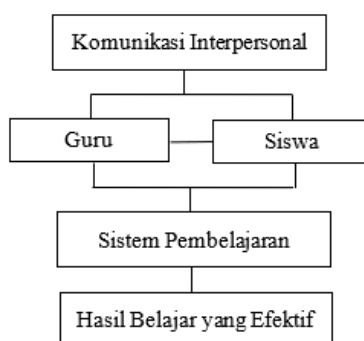 Komunikasi Interpersonal
Guru
Siswa
Sistem Pembelajaran
Hasil Belajar yang Efektif